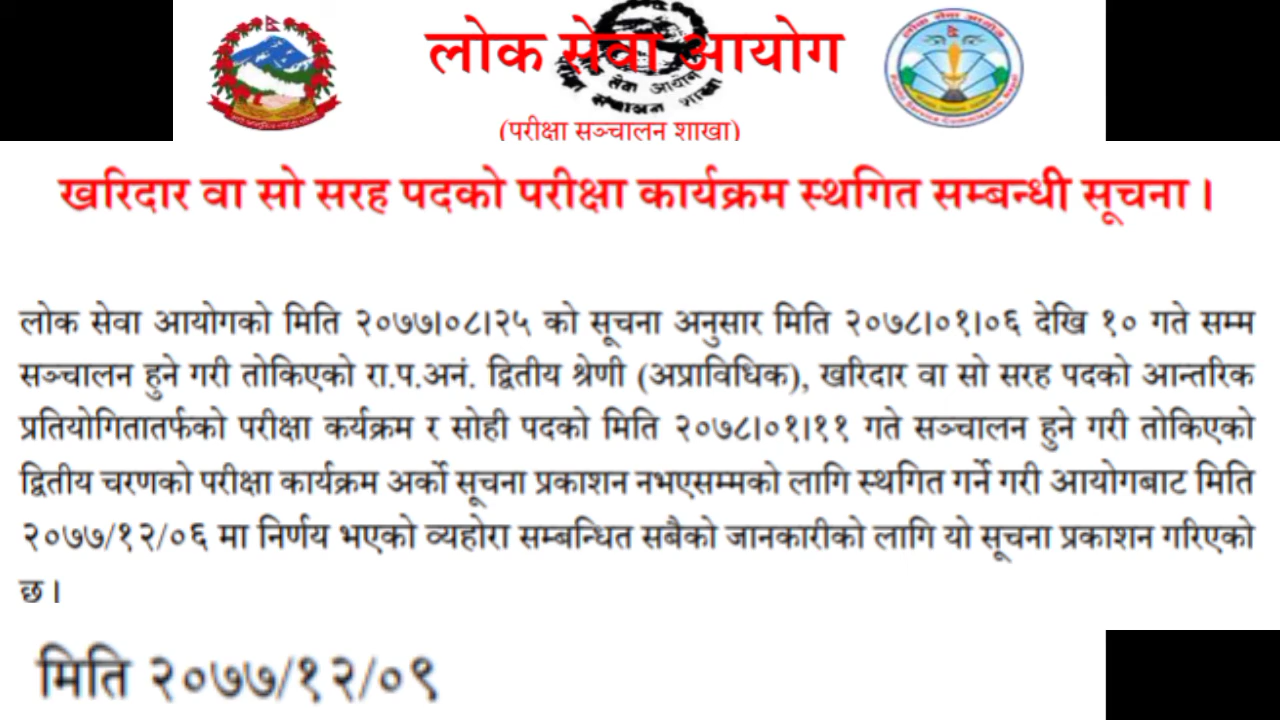 लोक सेवा आयोग
(परीक्षा सञ्चालन शाखा)
खरिदार वा सो सरह पदको परीक्षा कार्यक्रम स्थगित सम्बन्धी सूचना ।
लोक सेवा आयोगको मिति २०७७।०८।२५ को सूचना अनुसार मिति २०७८।०१।०६ देखि १० गते सम्म
सञ्चालन हुने गरी तोकिएको रा.प.अनं. द्वितीय श्रेणी (अप्राविधिक), खरिदार वा सो सरह पदको आन्तरिक
प्रतियोगितातर्फको परीक्षा कर्यक्रम र सोही पदको मिति २०७८।०१।११ गते सञ्चालन हुने गरी तोकिएको
द्वितीय चरणको परीक्षा कार्यक्रम अर्को सूचना प्रकाशन नभएसम्मको लागि स्थगित गर्ने गरी आयोगबाट मिति
२०७७/१२/०६ मा निर्णय भएको व्यहोरा सम्बन्धित सबैको जानकारीको लागि यो सूचना प्रकाशन गरिएको
छ ।
मिति २०७७/१२/०९